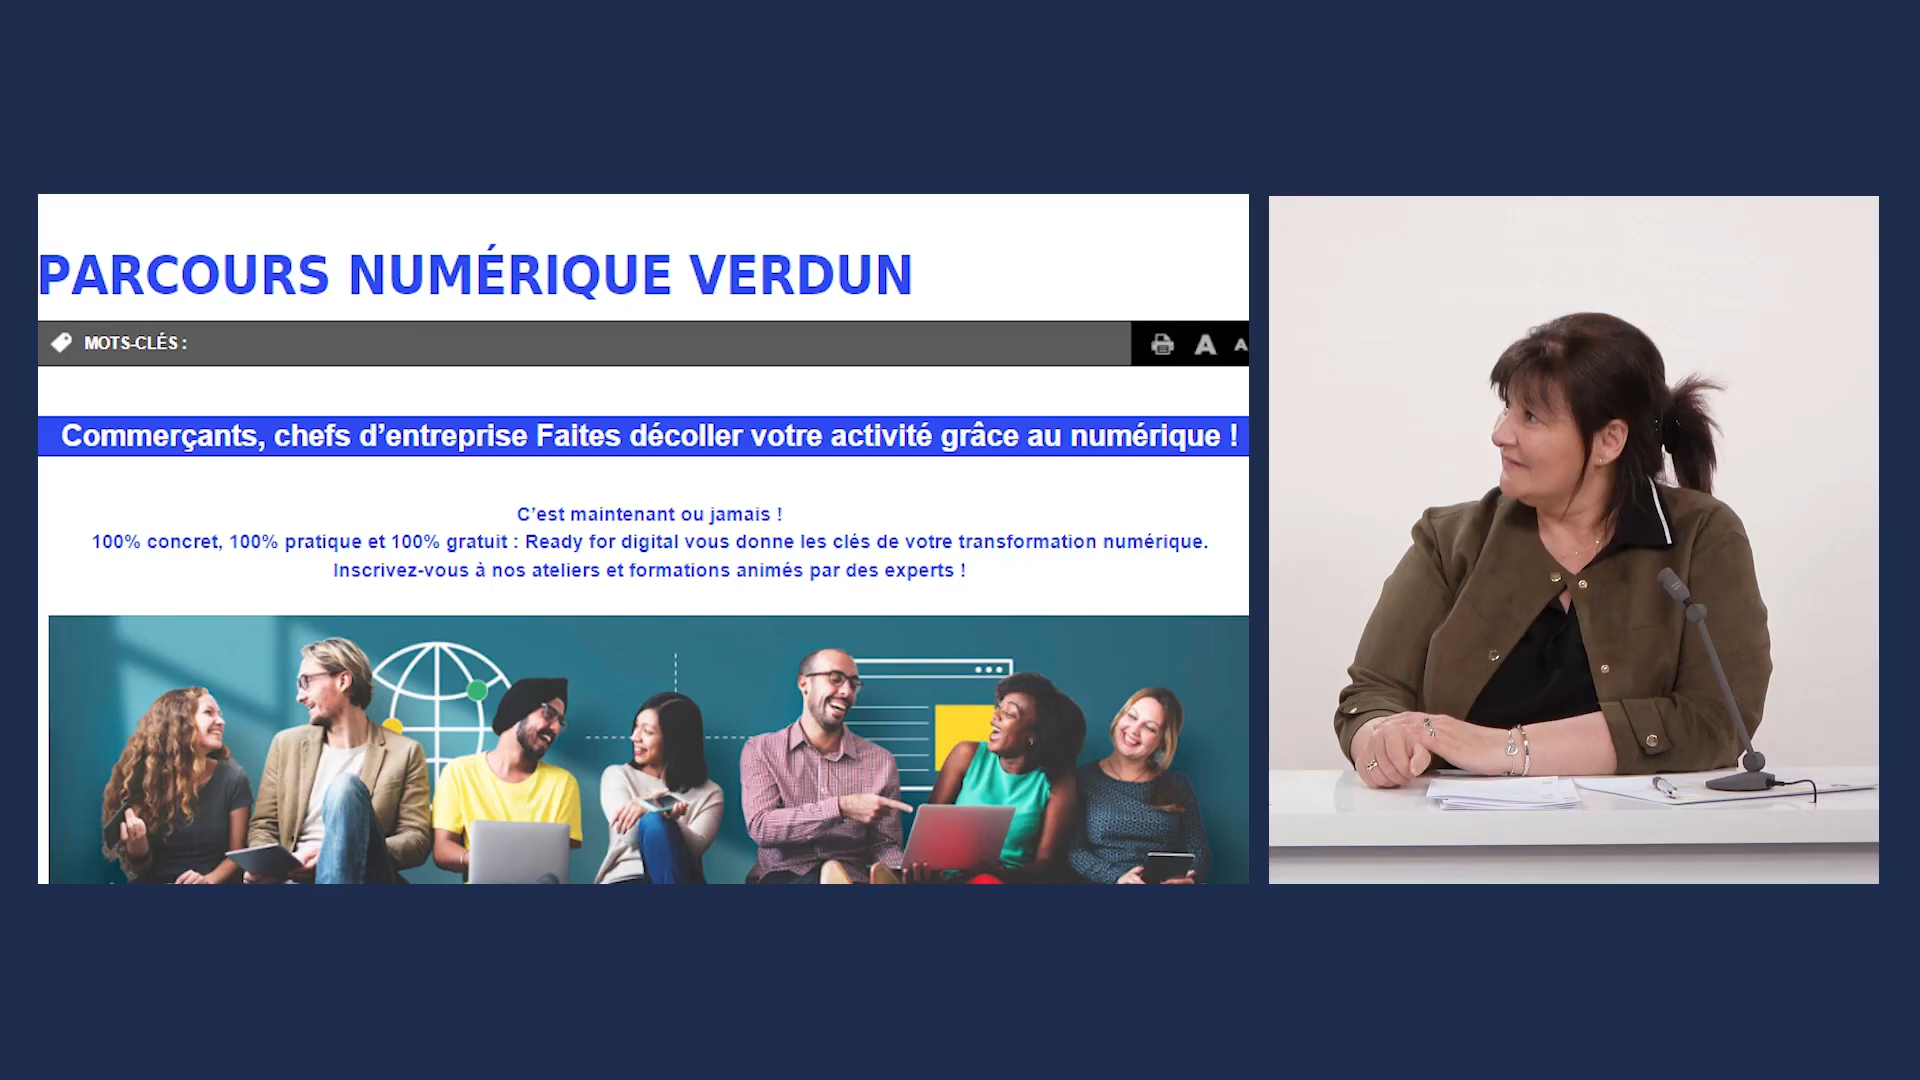 PARCOURS NUMÉRIQUE VERDUN
MOTS-CLÉS :
A A
Commerçants, chefs d’entreprise Faites décoller votre activité grâce au numérique !
C’est maintenant ou jamais !
100% concret, 100% pratique et 100% gratuit : Ready for digital vous donne les clés de votre transformation numérique.
Inscrivez-vous à nos ateliers et formations animés par des experts !